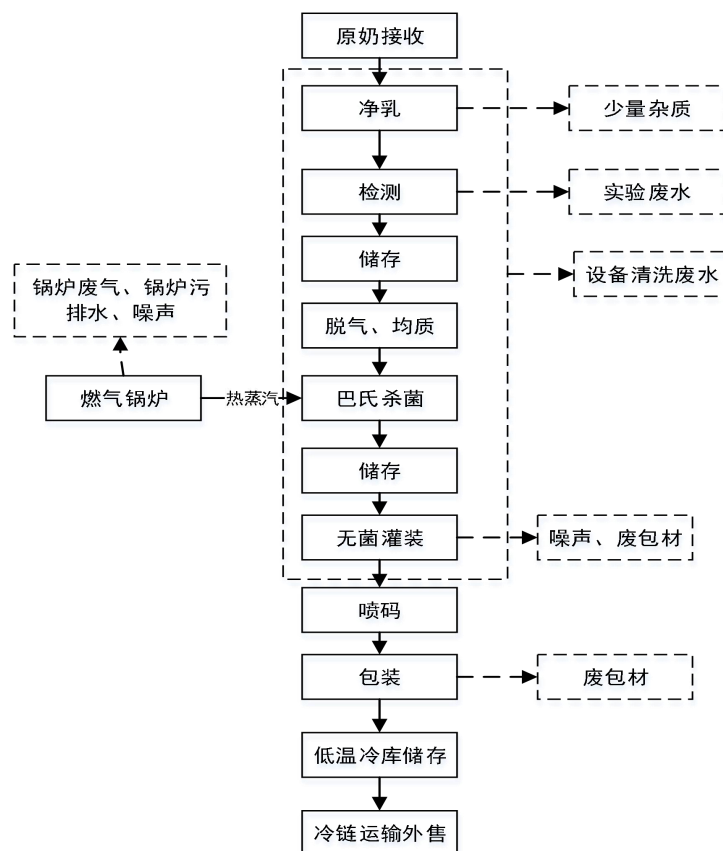 原奶接收
净乳
少量杂质
检测
实验废水
储存
设备清洗废水
锅炉废气、锅炉污
排水、噪声
脱气、均质
燃气锅炉
热蒸汽
巴氏杀菌
储存
无菌灌装
噪声、废包材
喷码
包装
废包材
低温冷库储存
冷链运输外售